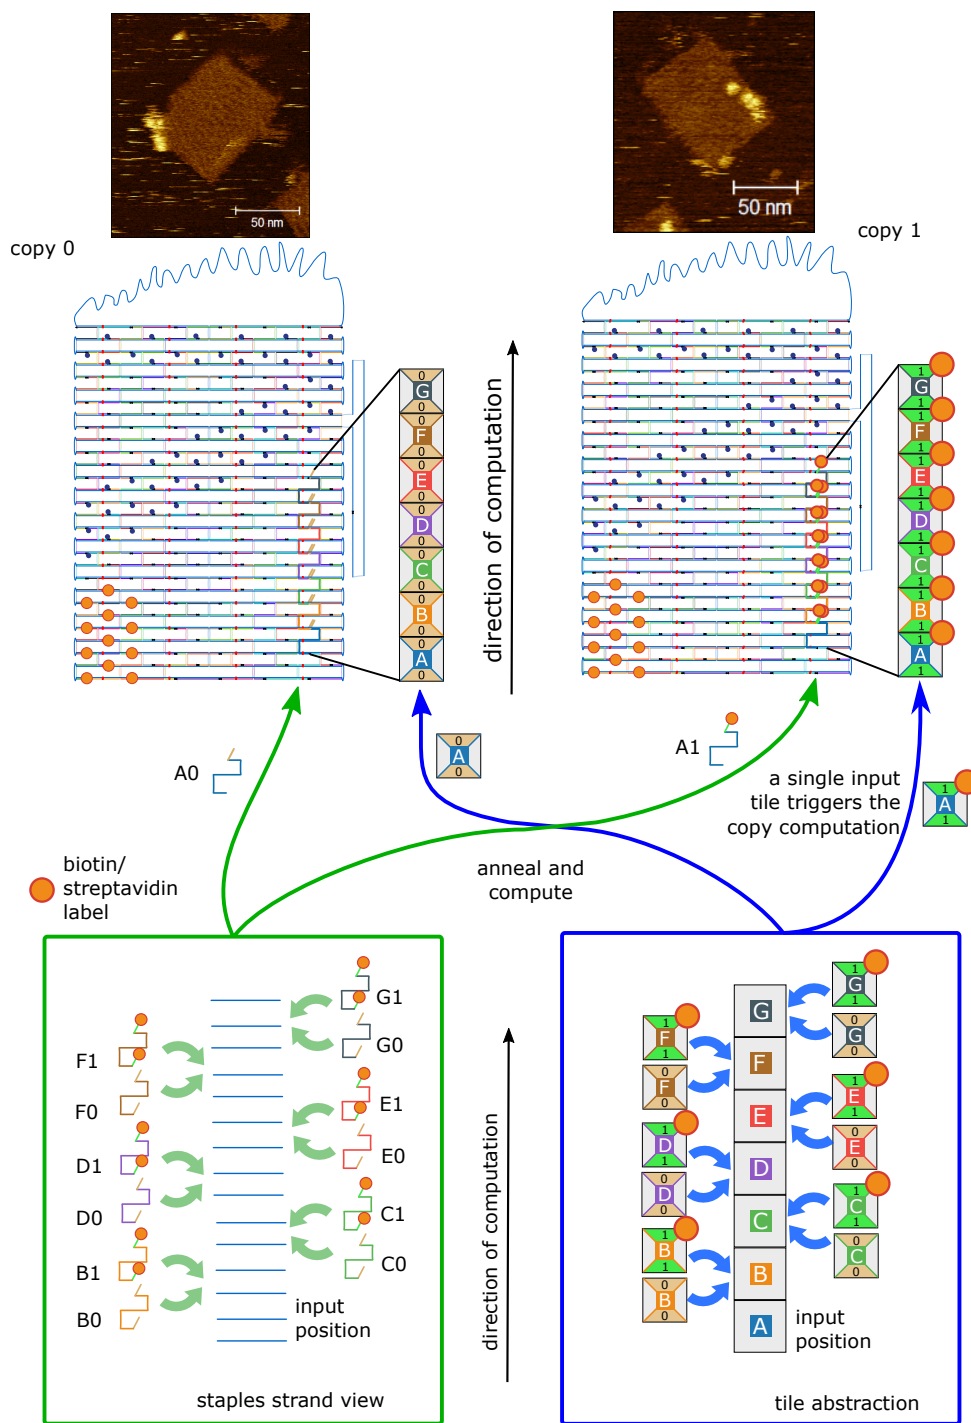 50 nm
50 nm
copy 0
copy 1
0
G
0
0
F
0
0
E
0
0
D
0
0
C
0
0
B
0
0
A
0
direction of computation
1
G
1
1
F
1
1
E
1
1
D
1
1
C
1
1
B
1
1
A
1
A0
0
A
0
A1
a single input
tile triggers the
copy computation
1
A
1
biotin/
streptavidin
label
anneal and
compute
G1
G0
F1
F0
E1
E0
D1
D0
C1
C0
B1
B0
input
position
staples strand view
direction of computation
1
G
1
0
G
0
1
F
1
0
F
0
1
E
1
0
E
0
1
D
1
0
D
0
1
C
1
0
C
0
1
B
1
0
B
0
G
F
E
D
C
B
A
input
position
tile abstraction